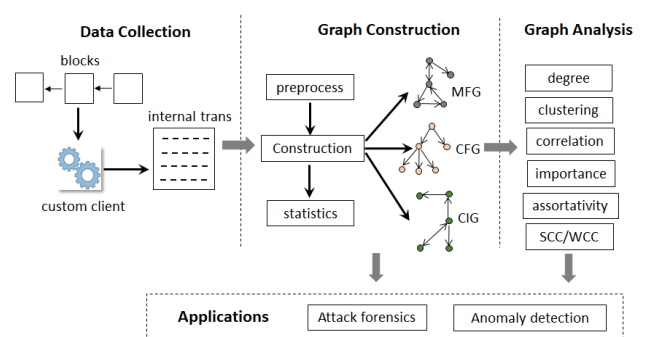 Data Collection
Graph Construction
Graph Analysis
blocks
internal trans
custom client
preprocess
Construction
statistics
MFG
CFG
CIG
degree
clustering
correlation
importance
assortativity
SCC/WCC
Applications
Attack forensics
Anomaly detection